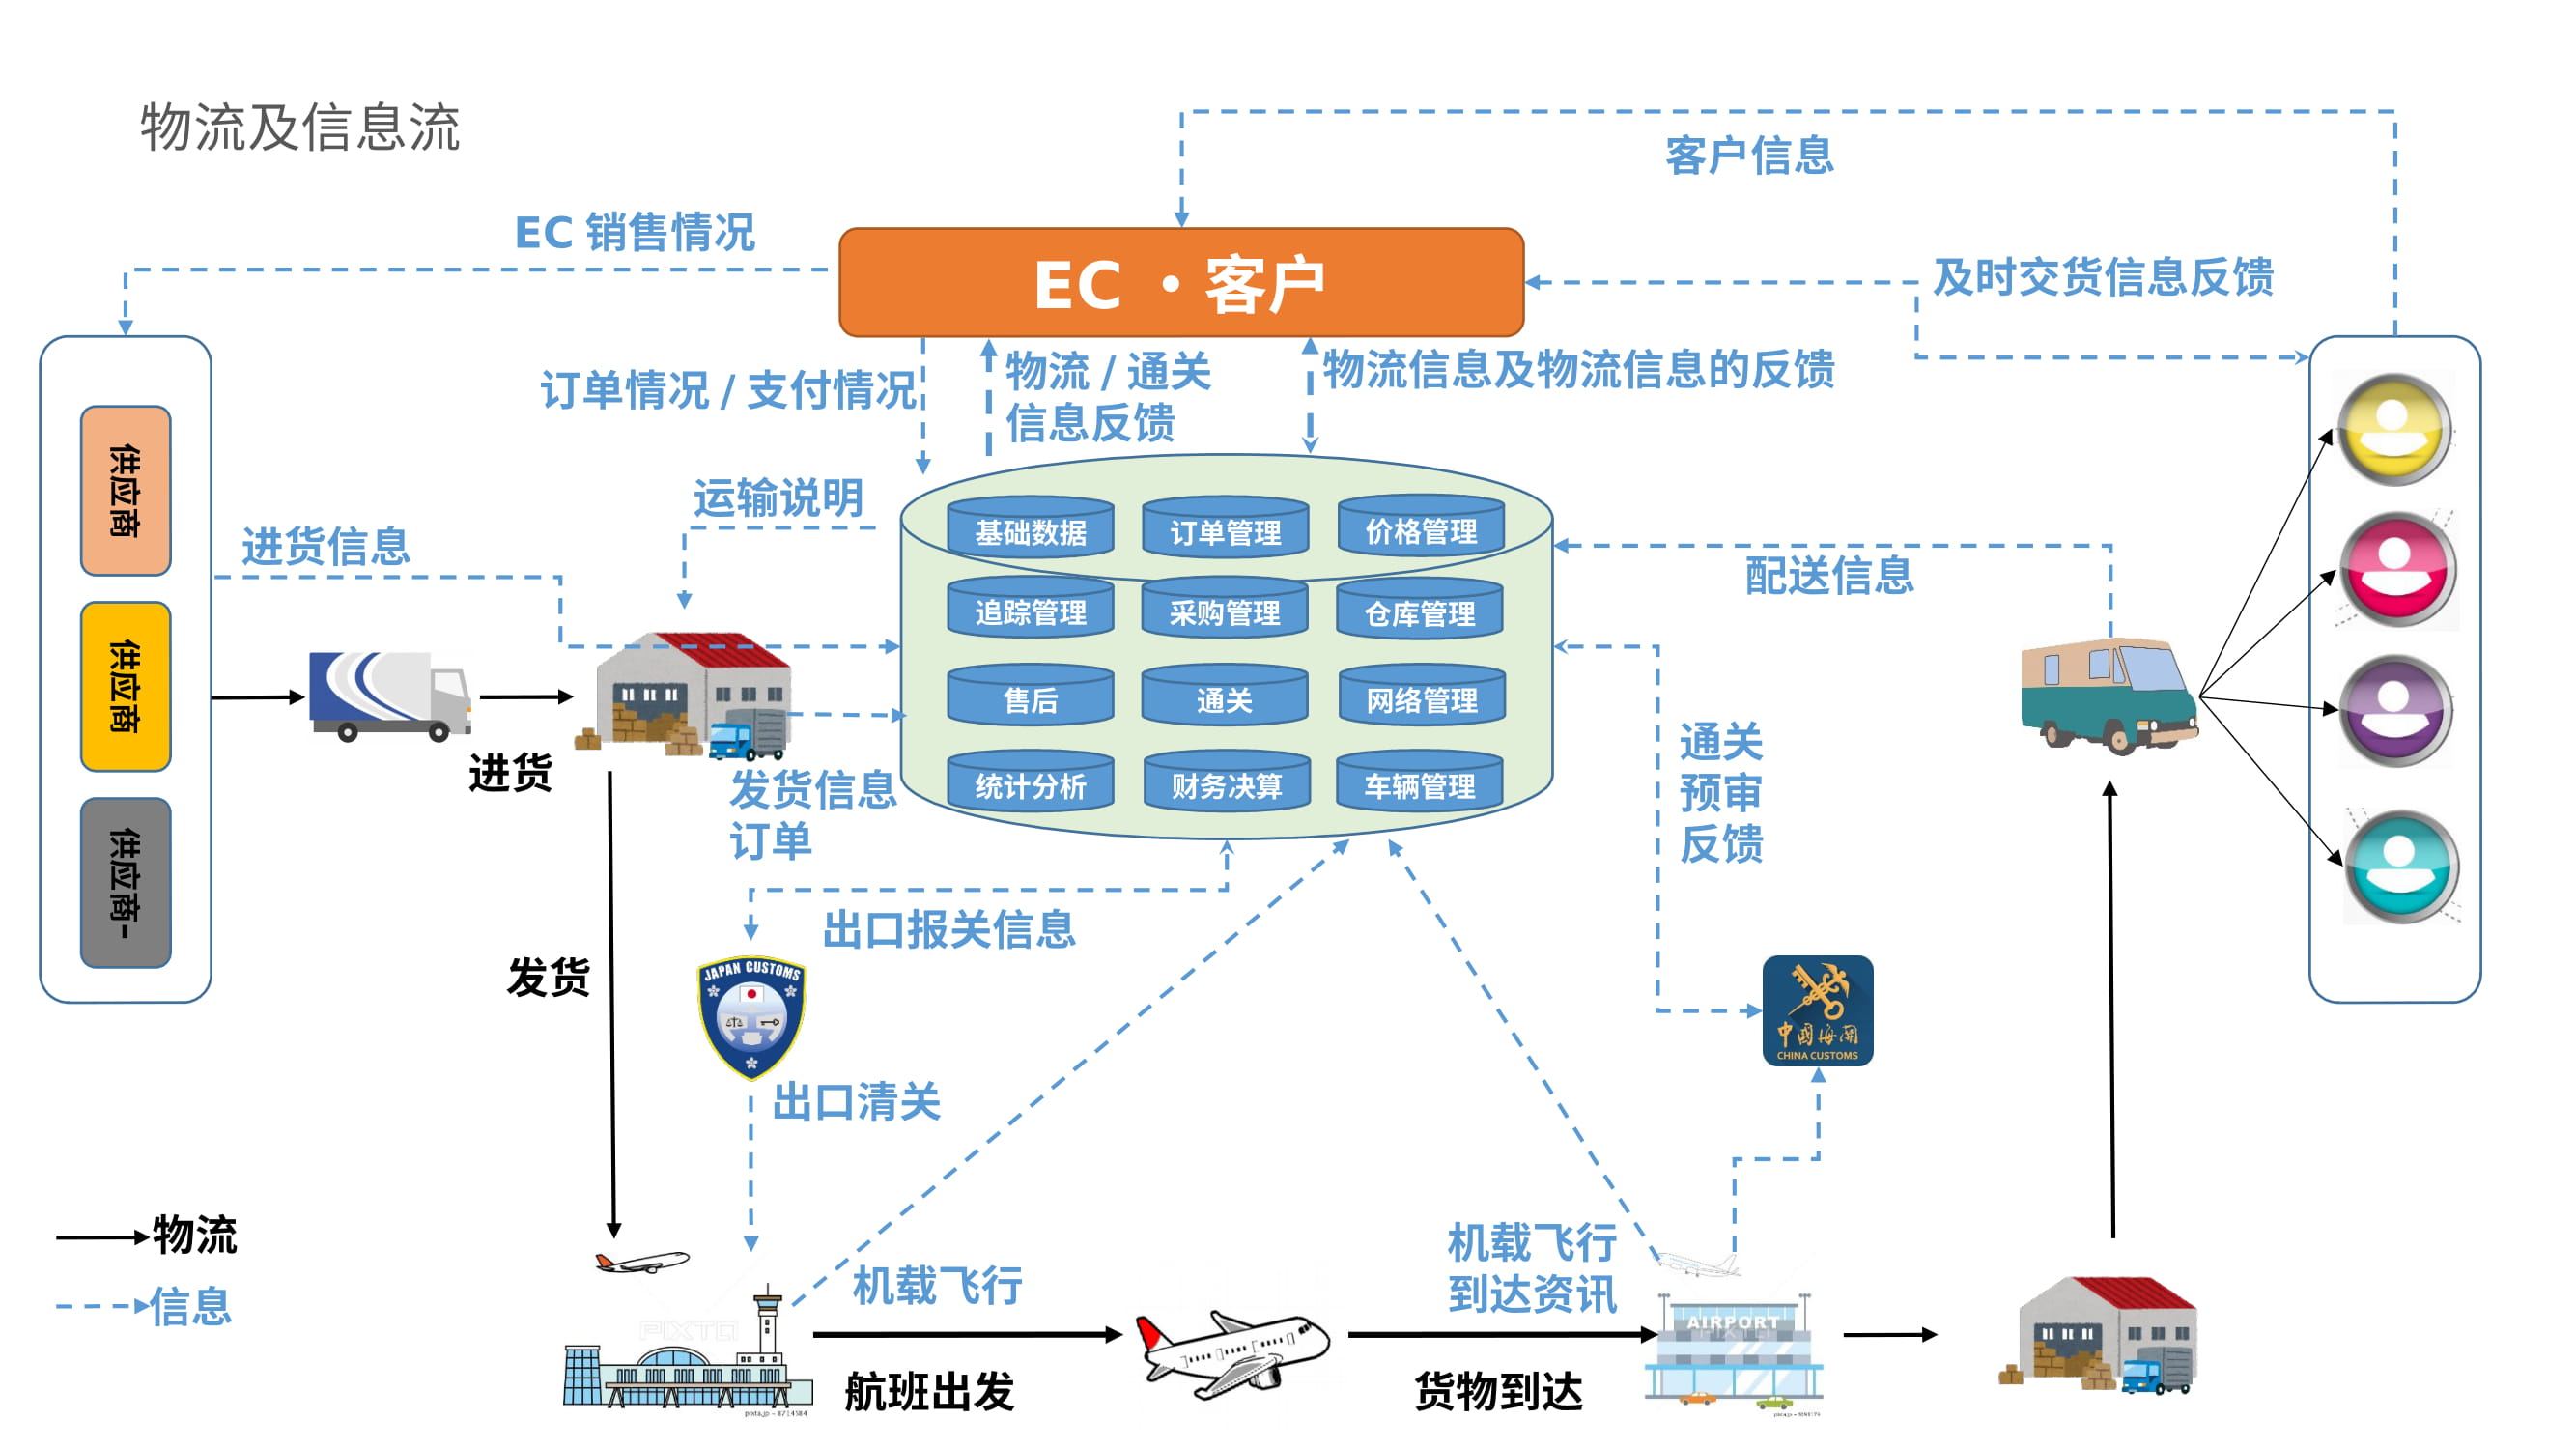 物流及信息流
客户信息
EC 销售情况
EC ・客户
及时交货信息反馈
订单情况 / 支付情况
物流 / 通关
信息反馈
物流信息及物流信息的反馈
供应商
供应商
供应商-
进货信息
运输说明
基础数据
订单管理
价格管理
追踪管理
采购管理
仓库管理
售后
通关
网络管理
统计分析
财务决算
车辆管理
配送信息
进货
发货信息
订单
通关
预审
反馈
出口报关信息
发货
JAPAN CUSTOMS
中國海關
CHINA CUSTOMS
出口清关
物流
信息
机载飞行
机载飞行
到达资讯
PIXTA
AIRPORT
PIXTA
航班出发
货物到达
pixta.jp - 8714584